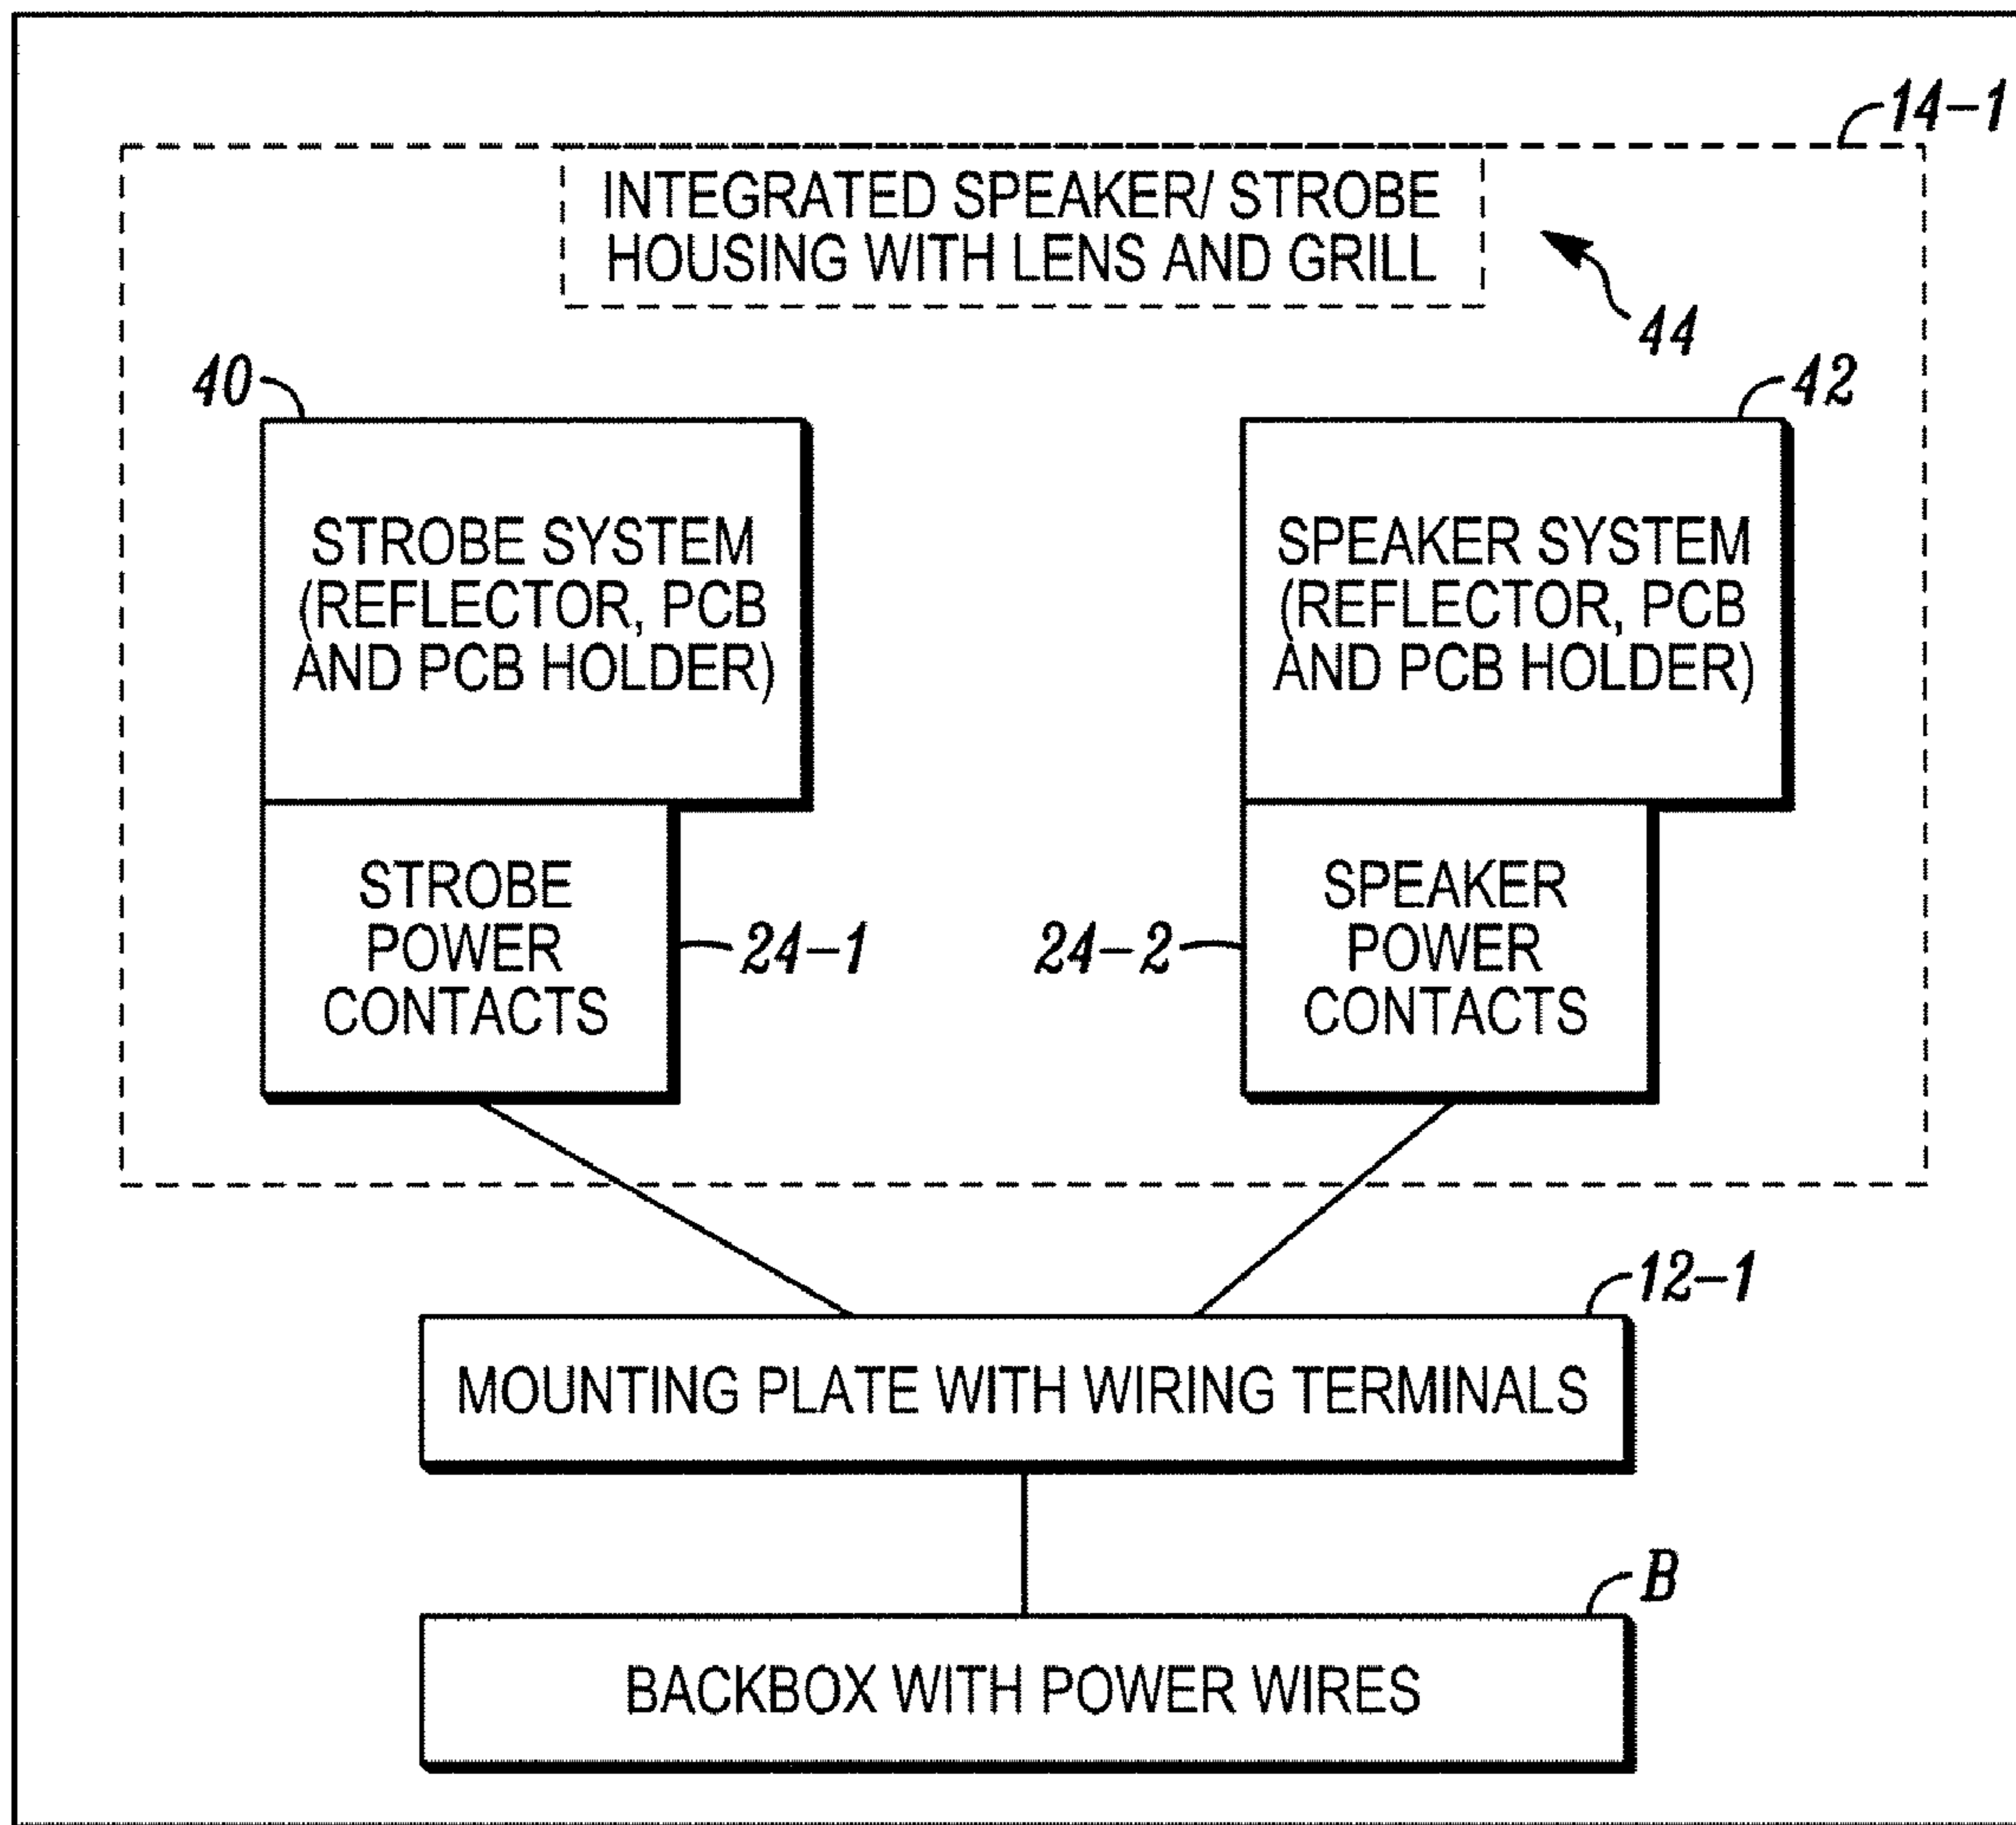 14-1
INTEGRATED SPEAKER/ STROBE
HOUSING WITH LENS AND GRILL
44
40
42
STROBE SYSTEM
(REFLECTOR, PCB
AND PCB HOLDER)
SPEAKER SYSTEM
(REFLECTOR, PCB
AND PCB HOLDER)
STROBE
POWER
CONTACTS
24-1
24-2
SPEAKER
POWER
CONTACTS
12-1
MOUNTING PLATE WITH WIRING TERMINALS
B
BACKBOX WITH POWER WIRES